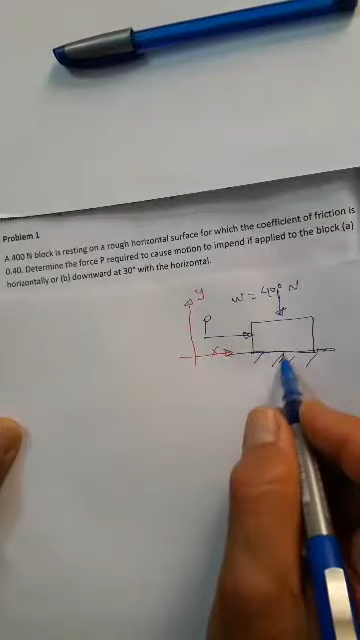 Problem 1
A 400 N block is resting on a rough horizontal surface for which the coefficient of friction is
0.40. Determine the force P required to cause motion to impend if applied to the block (a)
horizontally or (b) downward at 30° with the horizontal.
y
W = 400 N
P
x